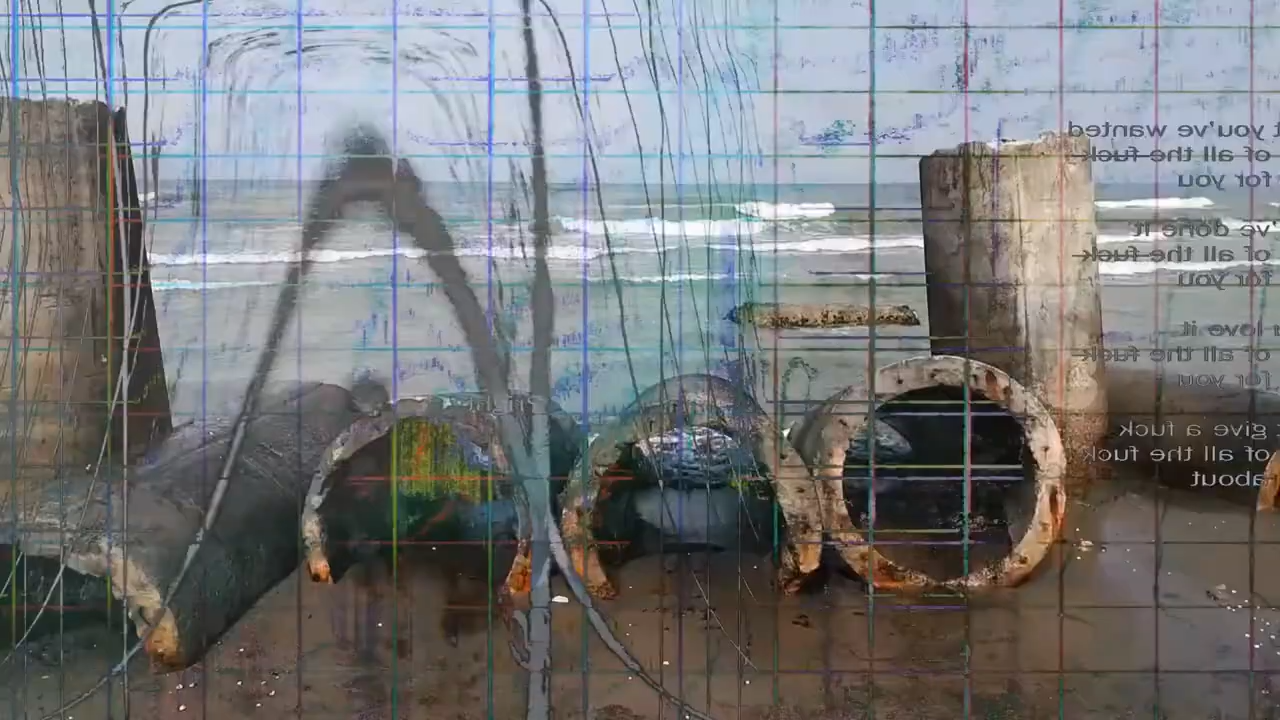 you've wanted
of all the fuck
for you
've done it
of all the fuck
for you
love it
of all the fuck
for you
give a fuck
of all the fuck
about